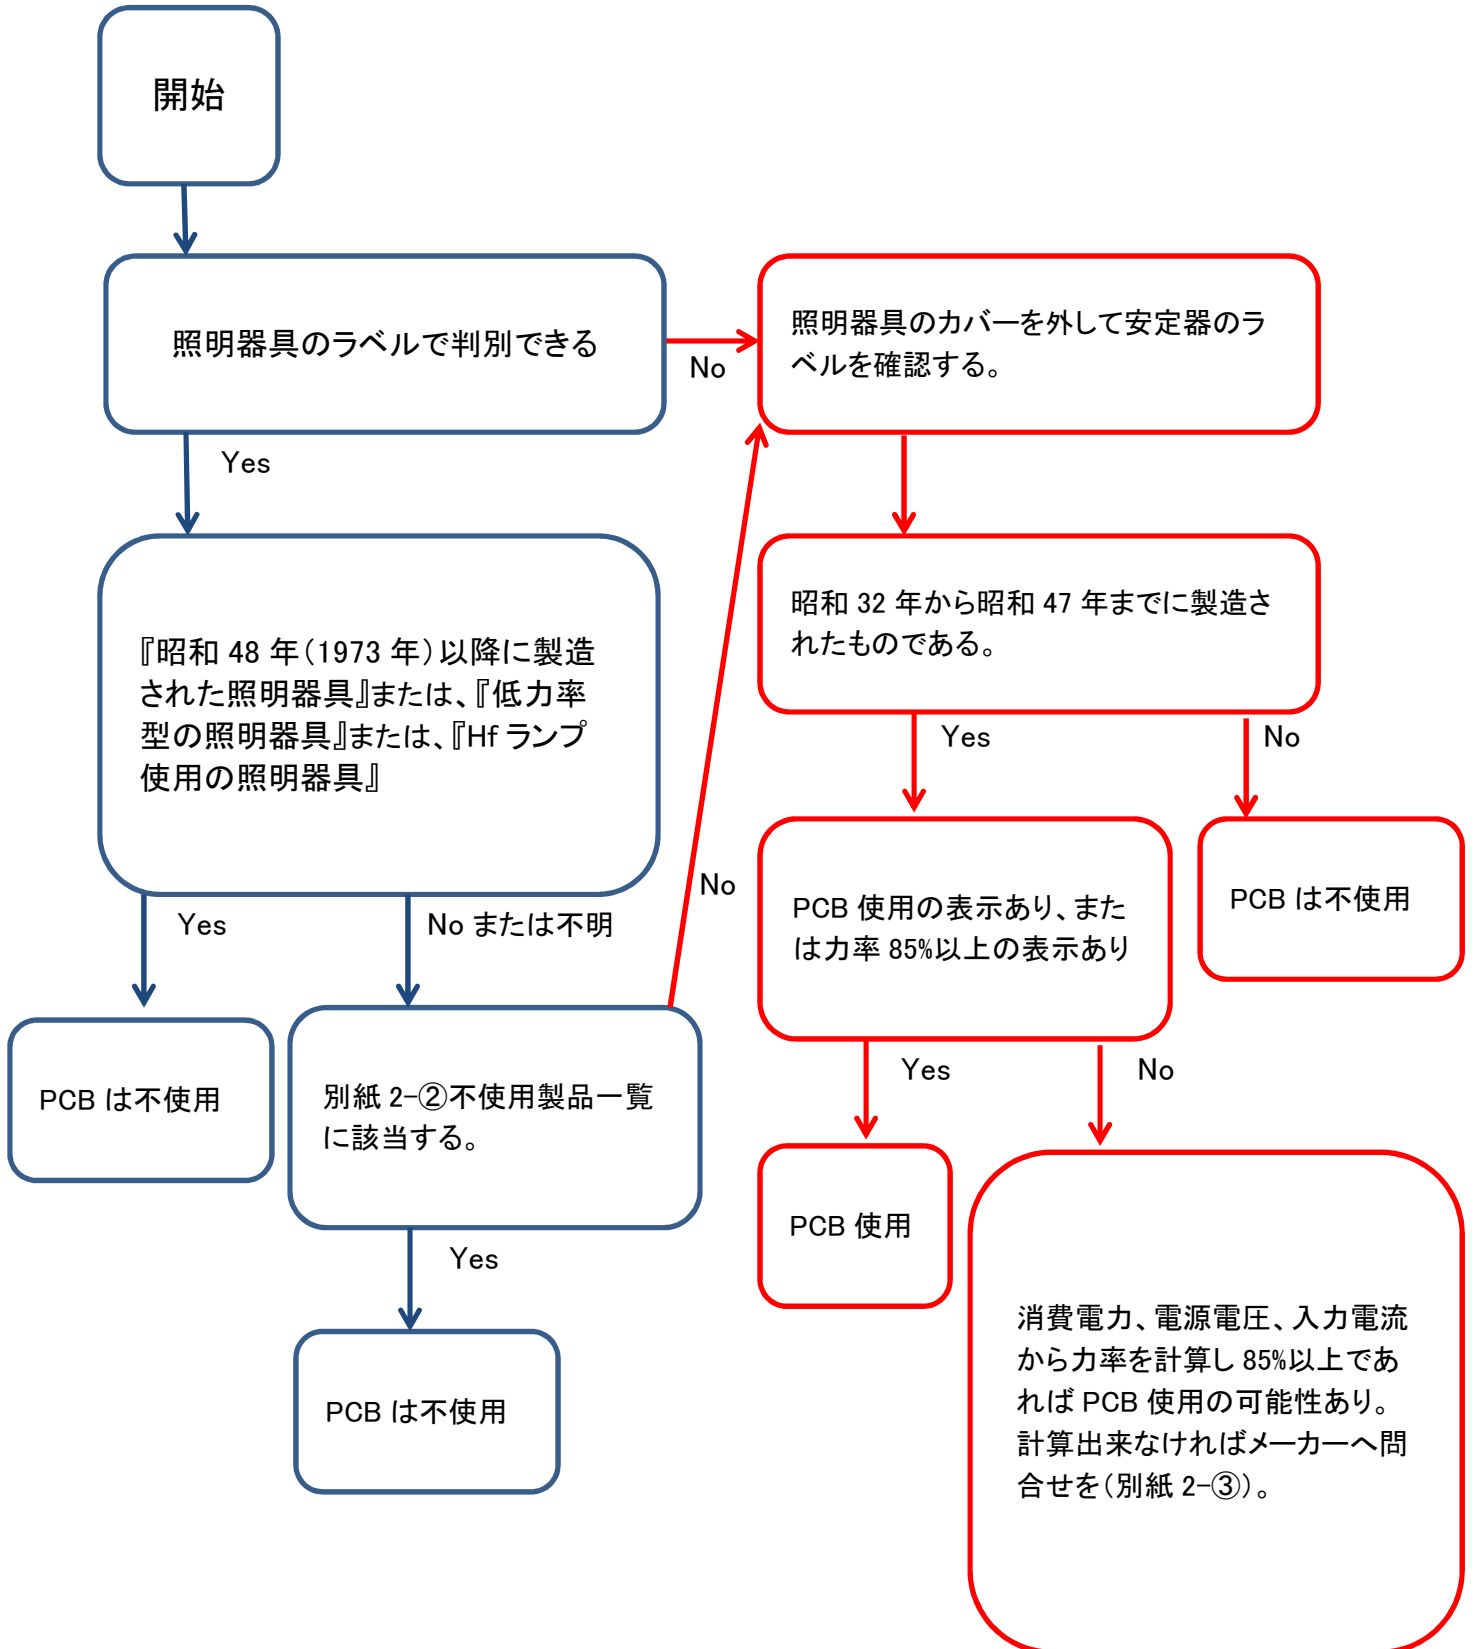 開始
照明器具のラベルで判別できる
No
照明器具のカバーを外して安定器のラ
ベルを確認する。
Yes
『昭和 48 年（1973 年）以降に製造
された照明器具』または、『低力率
型の照明器具』または、『Hf ランプ
使用の照明器具』
昭和 32 年から昭和 47 年までに製造さ
れたものである。
Yes
No
No
PCB 使用の表示あり、また
は力率 85%以上の表示あり
PCB は不使用
Yes
No または不明
PCB は不使用
別紙 2-②不使用製品一覧
に該当する。
Yes
No
PCB 使用
Yes
PCB は不使用
消費電力、電源電圧、入力電流
から力率を計算し 85%以上であ
れば PCB 使用の可能性あり。
計算出来なければメーカーへ問
合せを（別紙 2-③）。